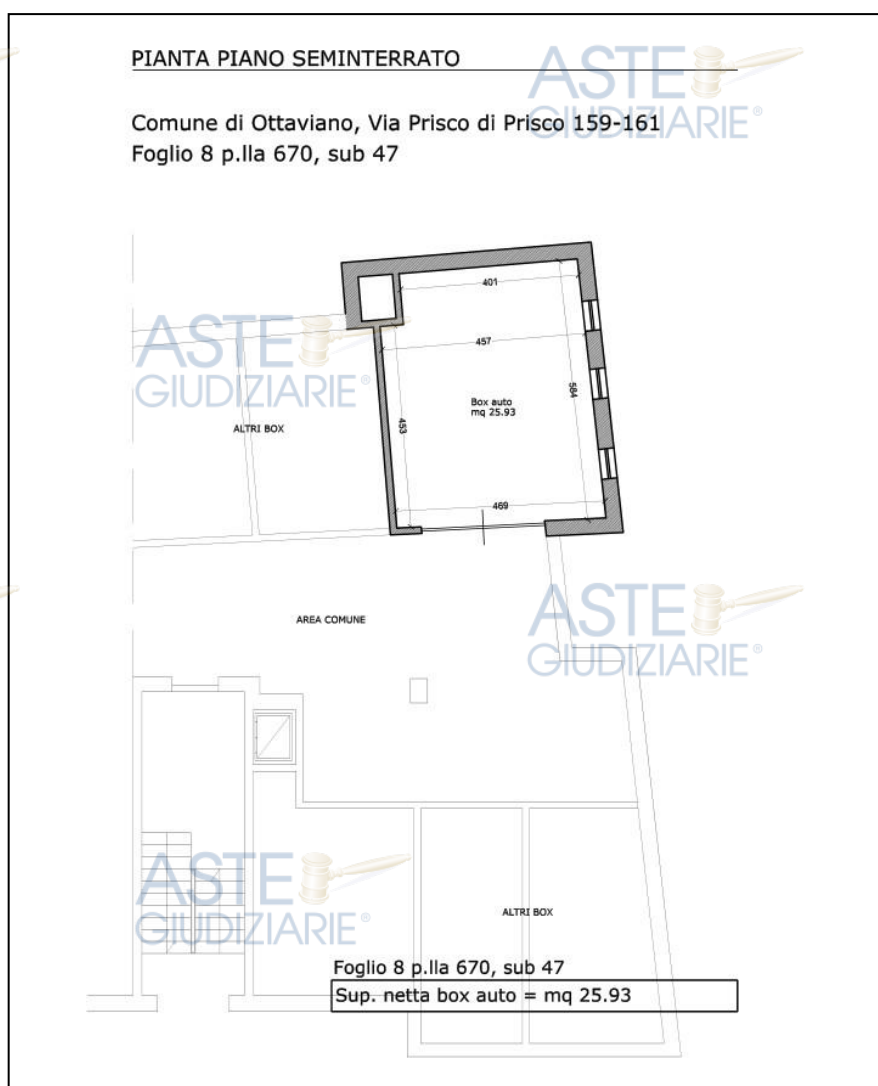 PIANTA PIANO SEMINTERRATO
ASTE
GIUDIZIARIE®
Comune di Ottaviano, Via Prisco di Prisco 159-161
Foglio 8 p.lla 670, sub 47
401
457
ASTE
GIUDIZIARIE®
584
Box auto
mq 25.93
453
ALTRI BOX
469
AREA COMUNE
ASTE
GIUDIZIARIE®
ASTE
GIUDIZIARIE®
ALTRI BOX
Foglio 8 p.lla 670, sub 47
Sup. netta box auto = mq 25.93